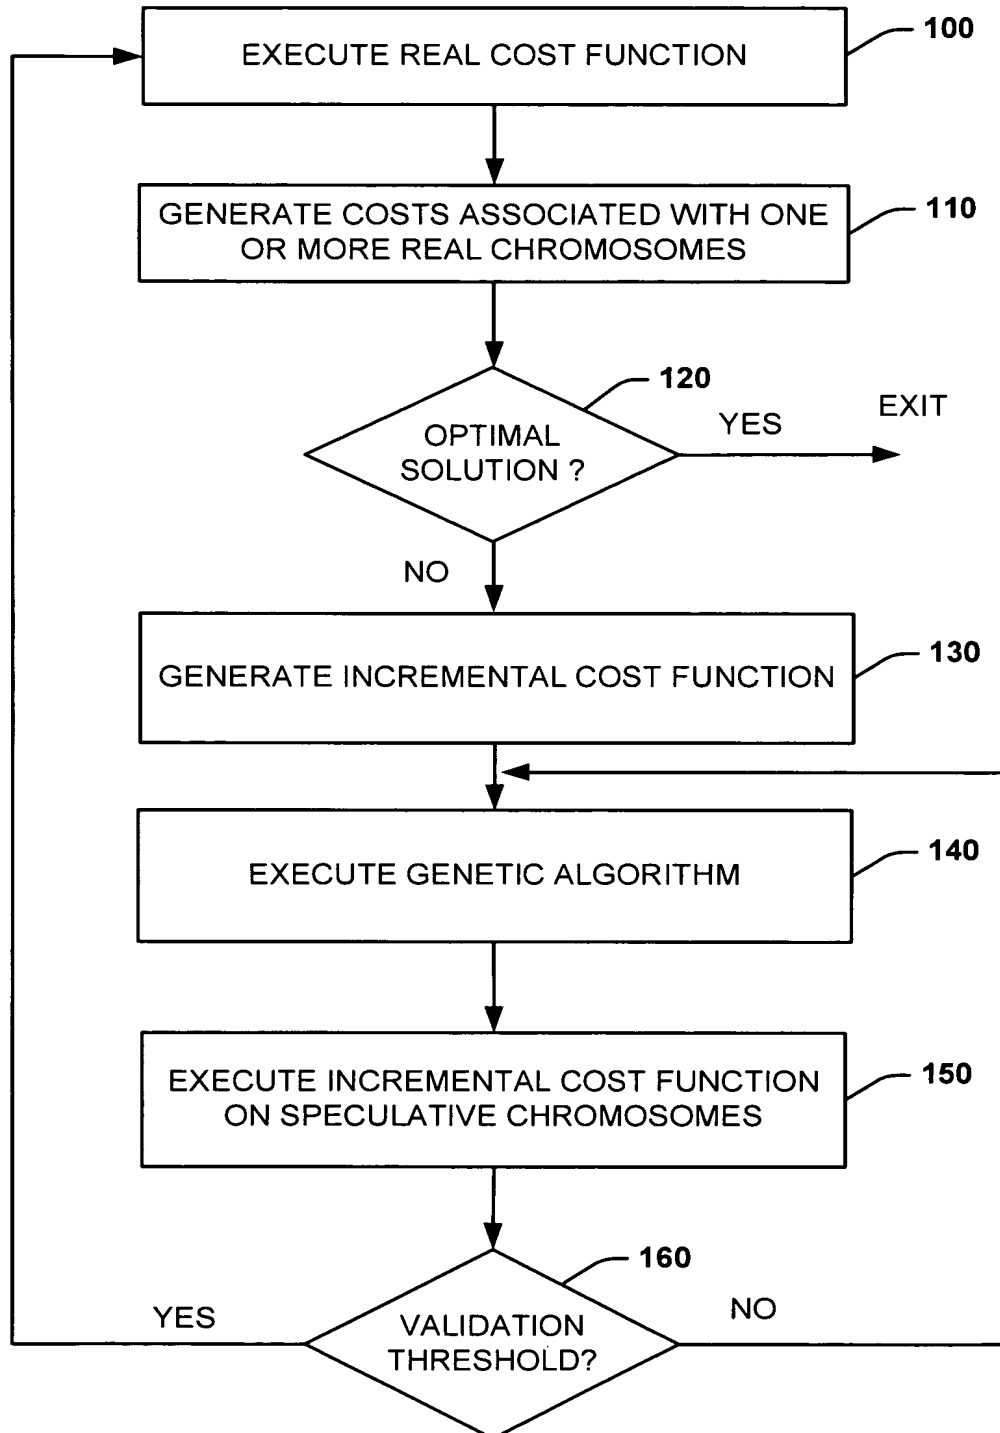 EXECUTE REAL COST FUNCTION
100
GENERATE COSTS ASSOCIATED WITH ONE
OR MORE REAL CHROMOSOMES
110
120
OPTIMAL
SOLUTION ?
YES
EXIT
NO
GENERATE INCREMENTAL COST FUNCTION
130
EXECUTE GENETIC ALGORITHM
140
EXECUTE INCREMENTAL COST FUNCTION
ON SPECULATIVE CHROMOSOMES
150
160
YES
VALIDATION
THRESHOLD?
NO